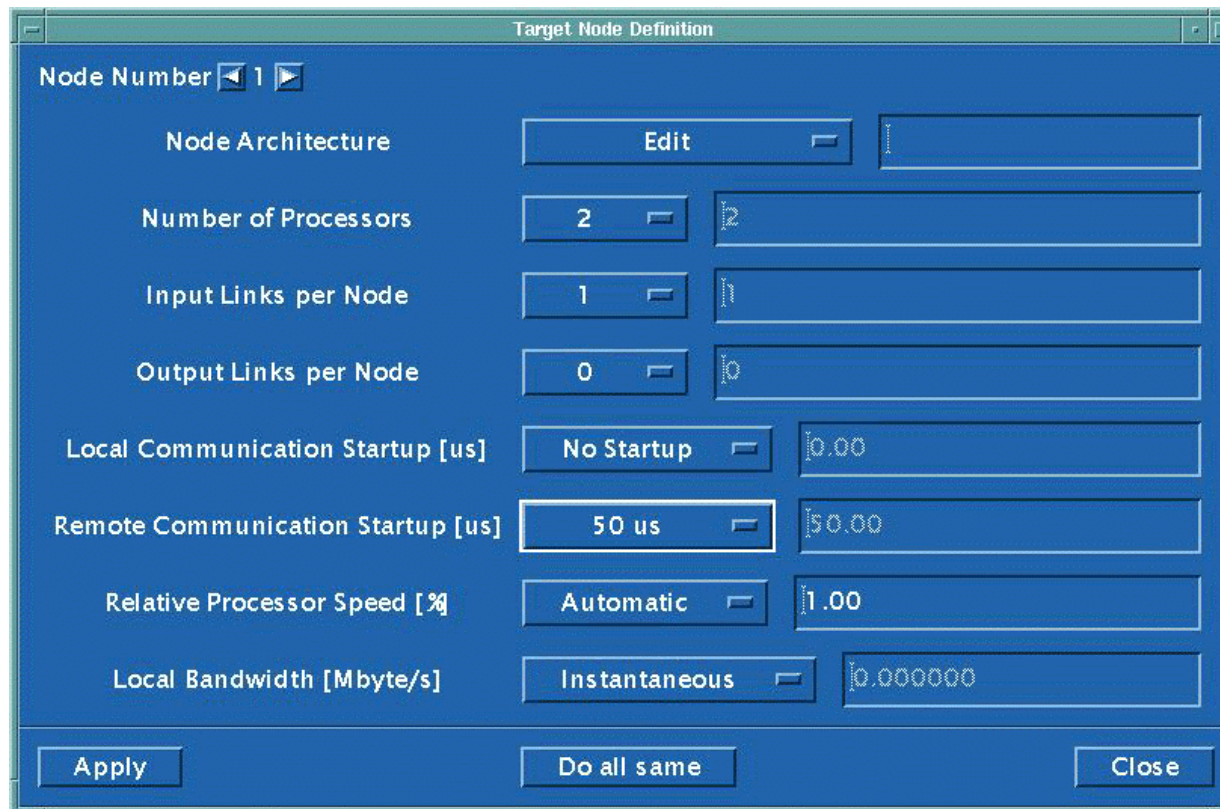 Target Node Definition
Node Number 1
Node Architecture Edit
Number of Processors 2 2
Input Links per Node 1 1
Output Links per Node 0 0
Local Communication Startup [us] No Startup 0.00
Remote Communication Startup [us] 50 us 50.00
Relative Processor Speed [%] Automatic 1.00
Local Bandwidth [Mbyte/s] Instantaneous 0.000000
Apply Do all same Close